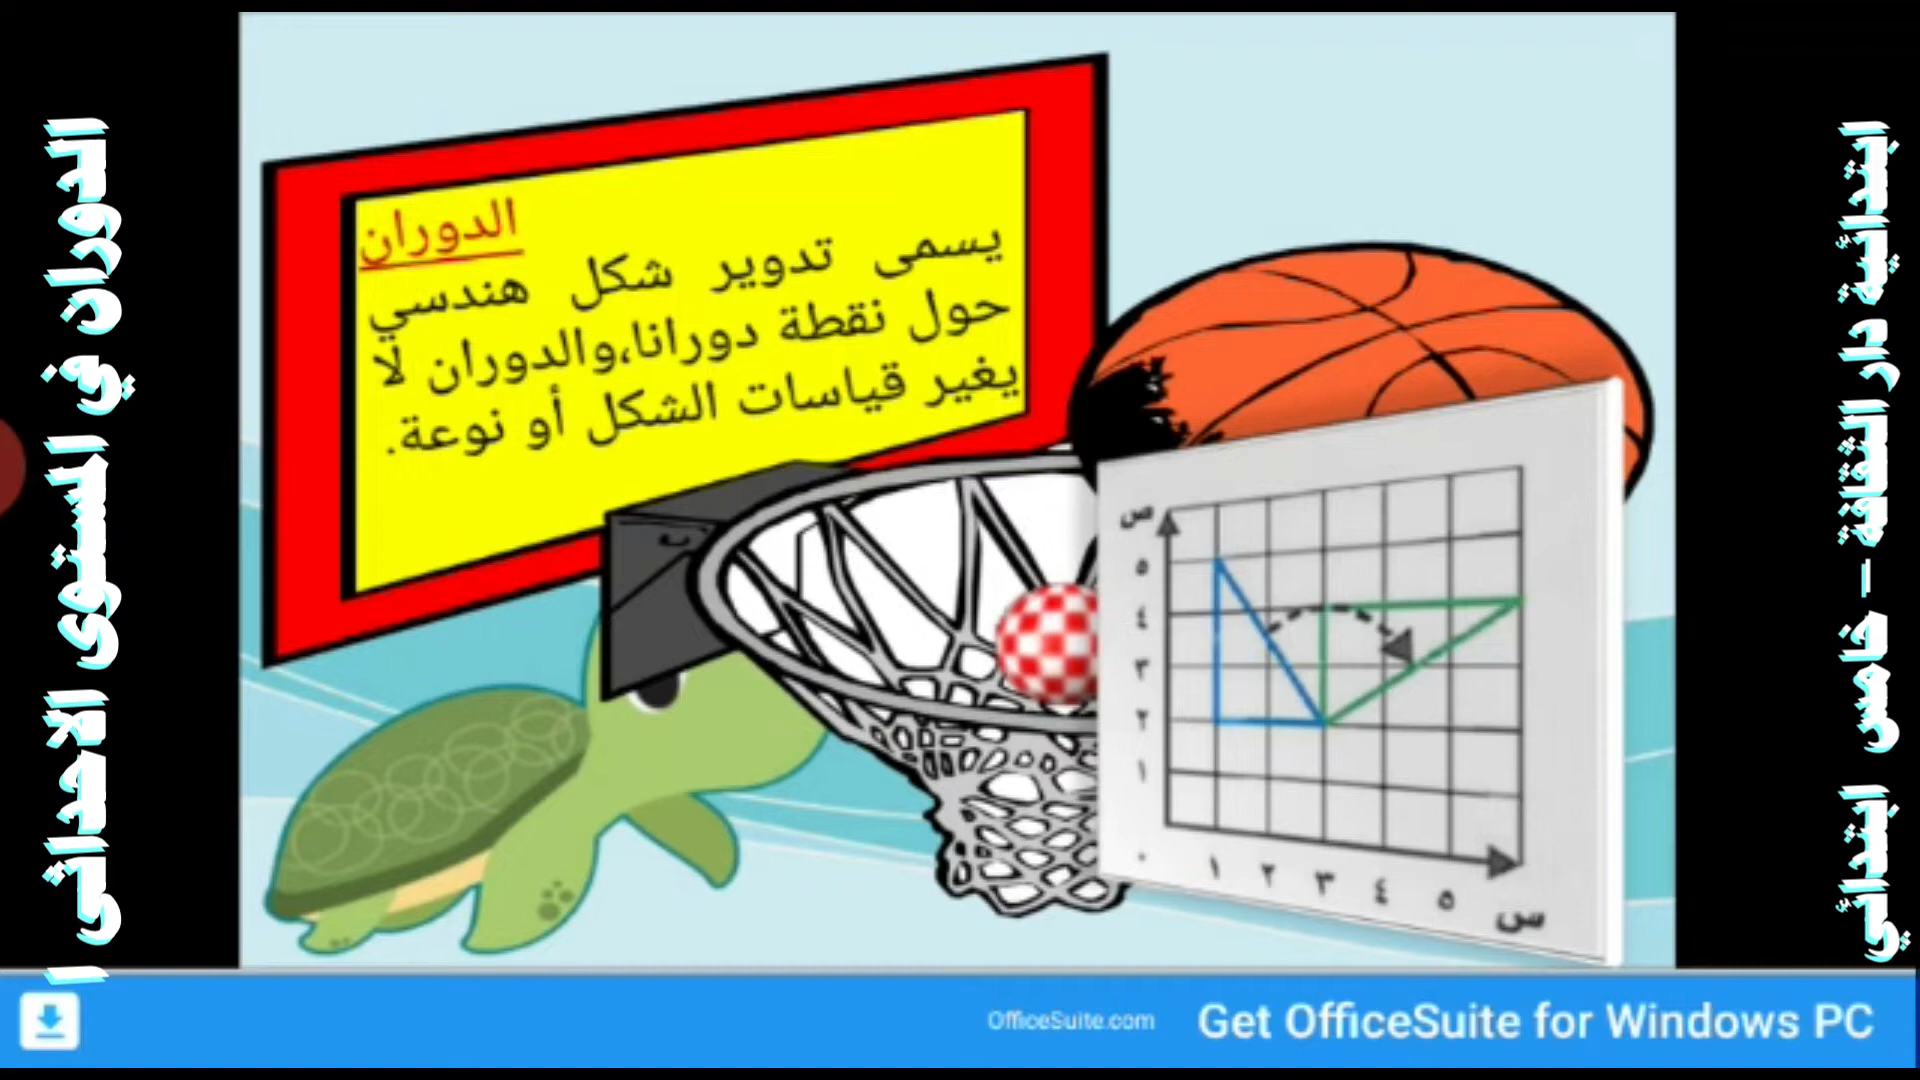 الدوران
يسمى تدوير شكل هندسي
حول نقطة دورانا،والدوران لا
يغير قياسات الشكل أو نوعة.
ص
٥
٤
٣
٢
١
٠ ١ ٢ ٣ ٤ ٥
س
الدوران في المستوى الاحداثي ا
ابتدائية دار الثقافة – خامس ابتدائي
OfficeSuite.com
Get OfficeSuite for Windows PC